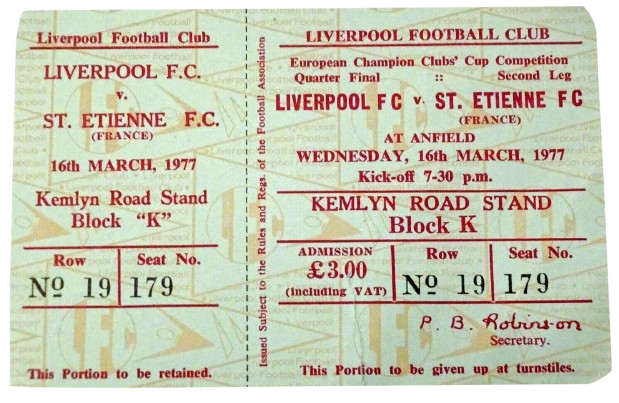 Liverpool Football Club
LIVERPOOL F.C.
v.
ST. ETIENNE F.C.
(FRANCE)
16th MARCH, 1977
Kemlyn Road Stand
Block "K"
Row Seat No.
Nº 19 179
This Portion to be retained.
Issued Subject to the Rules and Regs. of the Football Association
LIVERPOOL FOOTBALL CLUB
European Champion Clubs' Cup Competition
Quarter Final :: Second Leg
LIVERPOOL F C v. ST. ETIENNE F C
(FRANCE)
AT ANFIELD
WEDNESDAY, 16th MARCH, 1977
Kick-off 7-30 p.m.
KEMLYN ROAD STAND
Block K
ADMISSION
£3.00
(including VAT)
Row Seat No.
Nº 19 179
P. B. Robinson
Secretary.
This Portion to be given up at turnstiles.